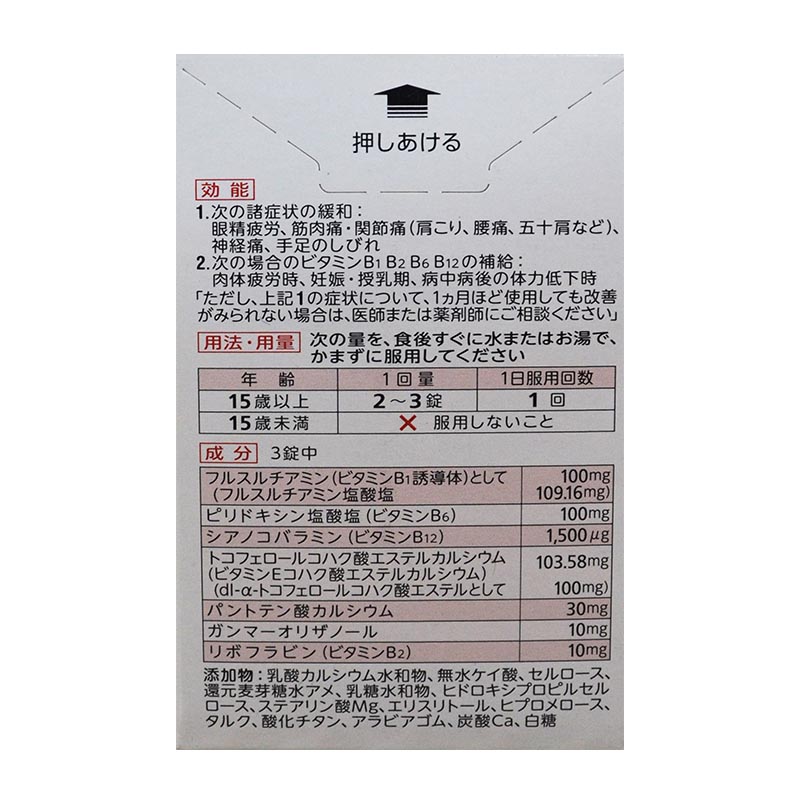 押しあける
効能
1.次の諸症状の緩和：
眼精疲労、筋肉痛・関節痛（肩こり、腰痛、五十肩など）、
神経痛、手足のしびれ
2.次の場合のビタミンB1 B2 B6 B12の補給：
肉体疲労時、妊娠・授乳期、病中病後の体力低下時
「ただし、上記1の症状について、1ヵ月ほど使用しても改善
がみられない場合は、医師または薬剤師にご相談ください」
用法・用量 次の量を、食後すぐに水またはお湯で、
かまずに服用してください
年齢 1回量 1日服用回数
15歳以上 2〜3錠 1回
15歳未満 ✕ 服用しないこと
成分 3錠中
フルスルチアミン（ビタミンB1誘導体）として 100mg
（フルスルチアミン塩酸塩 109.16mg）
ピリドキシン塩酸塩（ビタミンB6） 100mg
シアノコバラミン（ビタミンB12） 1,500μg
トコフェロールコハク酸エステルカルシウム 103.58mg
（ビタミンEコハク酸エステルカルシウム）
（dl-α-トコフェロールコハク酸エステルとして 100mg）
パントテン酸カルシウム 30mg
ガンマーオリザノール 10mg
リボフラビン（ビタミンB2） 10mg
添加物：乳酸カルシウム水和物、無水ケイ酸、セルロース、
還元麦芽糖水アメ、乳糖水和物、ヒドロキシプロピルセル
ロース、ステアリン酸Mg、エリスリトール、ヒプロメロース、
タルク、酸化チタン、アラビアゴム、炭酸Ca、白糖